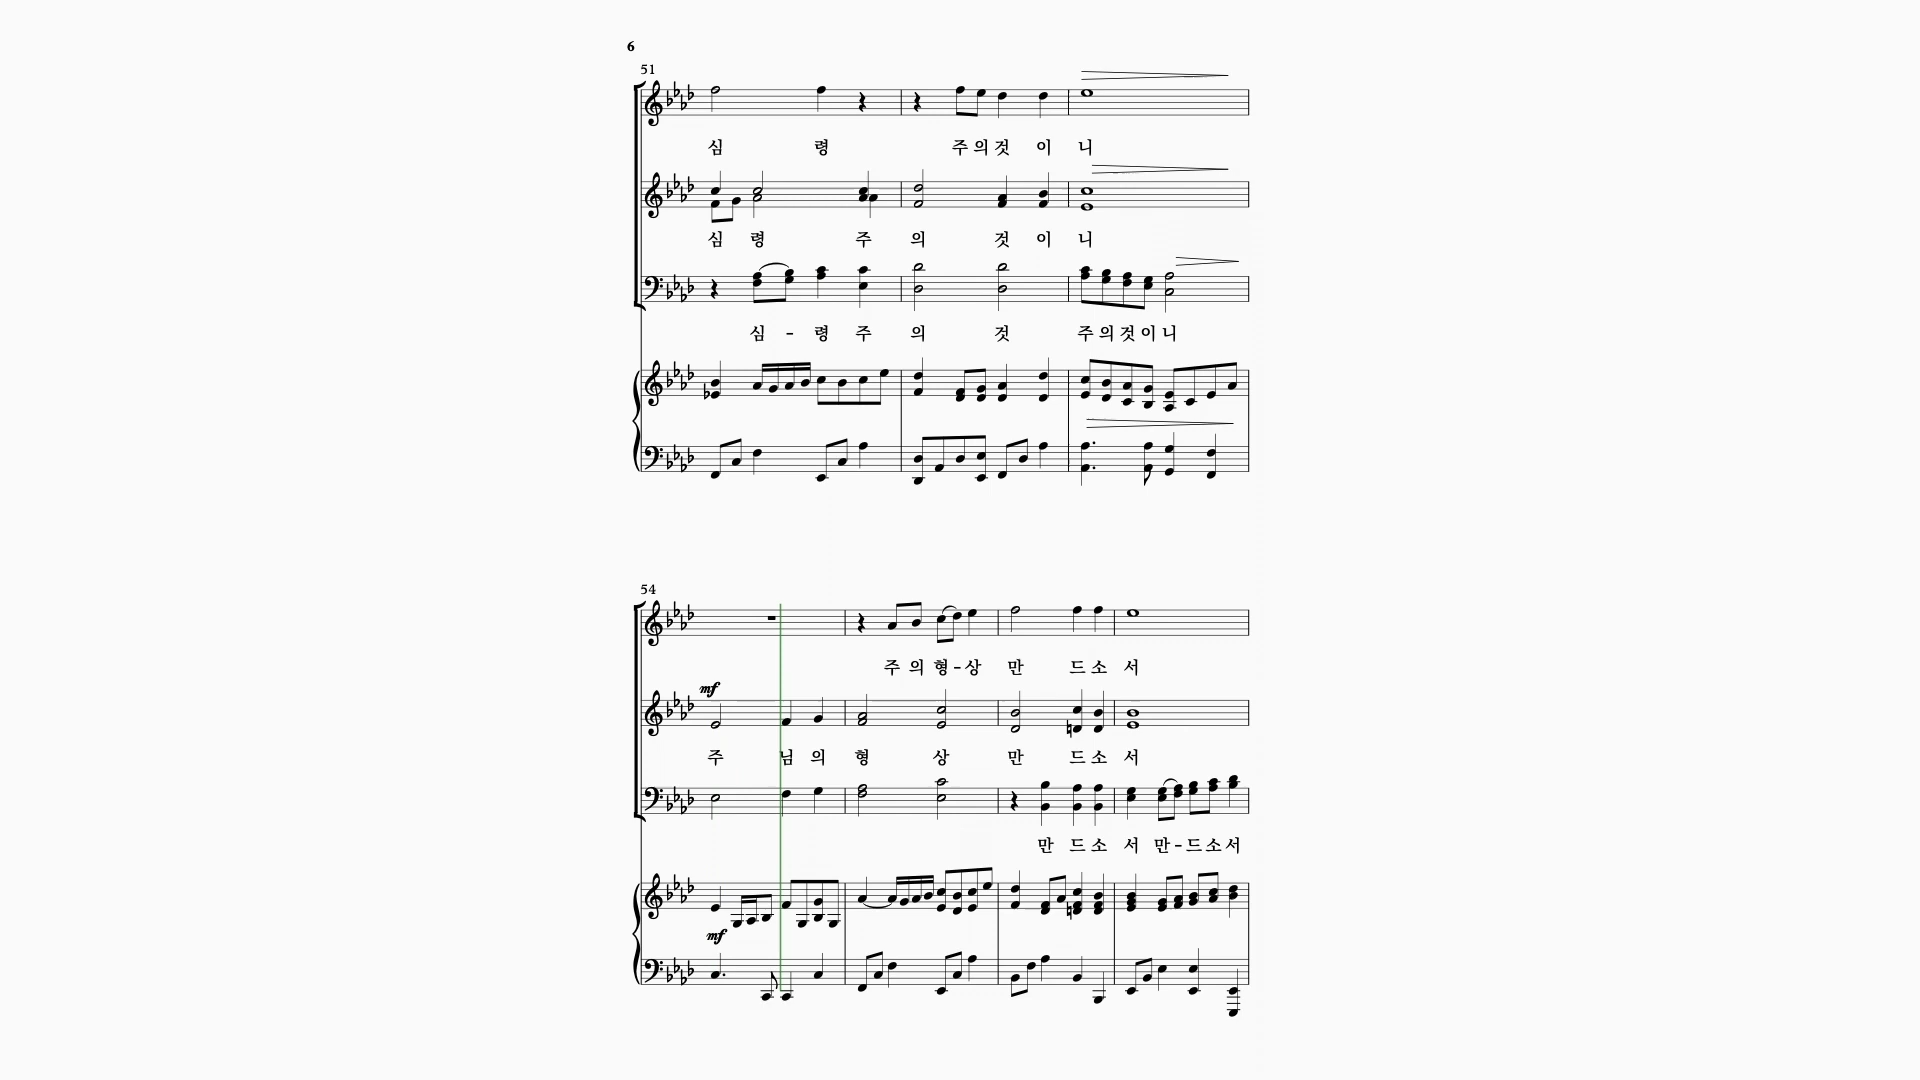 6
51
심 령 주 의 것 이 니
심 령 주 의 것 이 니
심 - 령 주 의 것 주 의 것 이 니
54
주 의 형 - 상 만 드 소 서
mf
주 님 의 형 상 만 드 소 서
만 드 소 서 만 - 드 소 서
mf